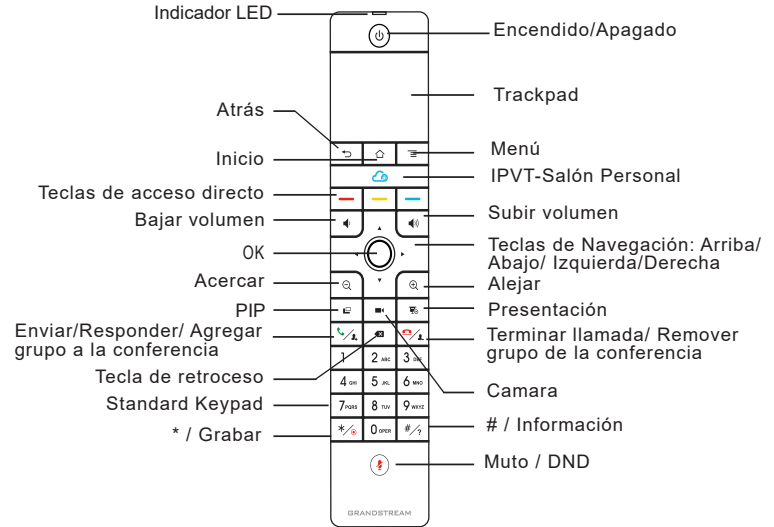 Indicador LED
Encendido/Apagado
Trackpad
Atrás
Menú
Inicio
IPVT-Salón Personal
Teclas de acceso directo
Bajar volumen
Subir volumen
OK
Teclas de Navegación: Arriba/
Abajo/ Izquierda/Derecha
Acercar
Alejar
PIP
Presentación
Enviar/Responder/ Agregar
grupo a la conferencia
Terminar llamada/ Remover
grupo de la conferencia
Tecla de retroceso
Camara
Standard Keypad
* / Grabar
# / Información
Muto / DND
1 2 ABC 3 DEF
4 GHI 5 JKL 6 MNO
7 PQRS 8 TUV 9 WXYZ
*/ 0 OPER #/?
GRANDSTREAM